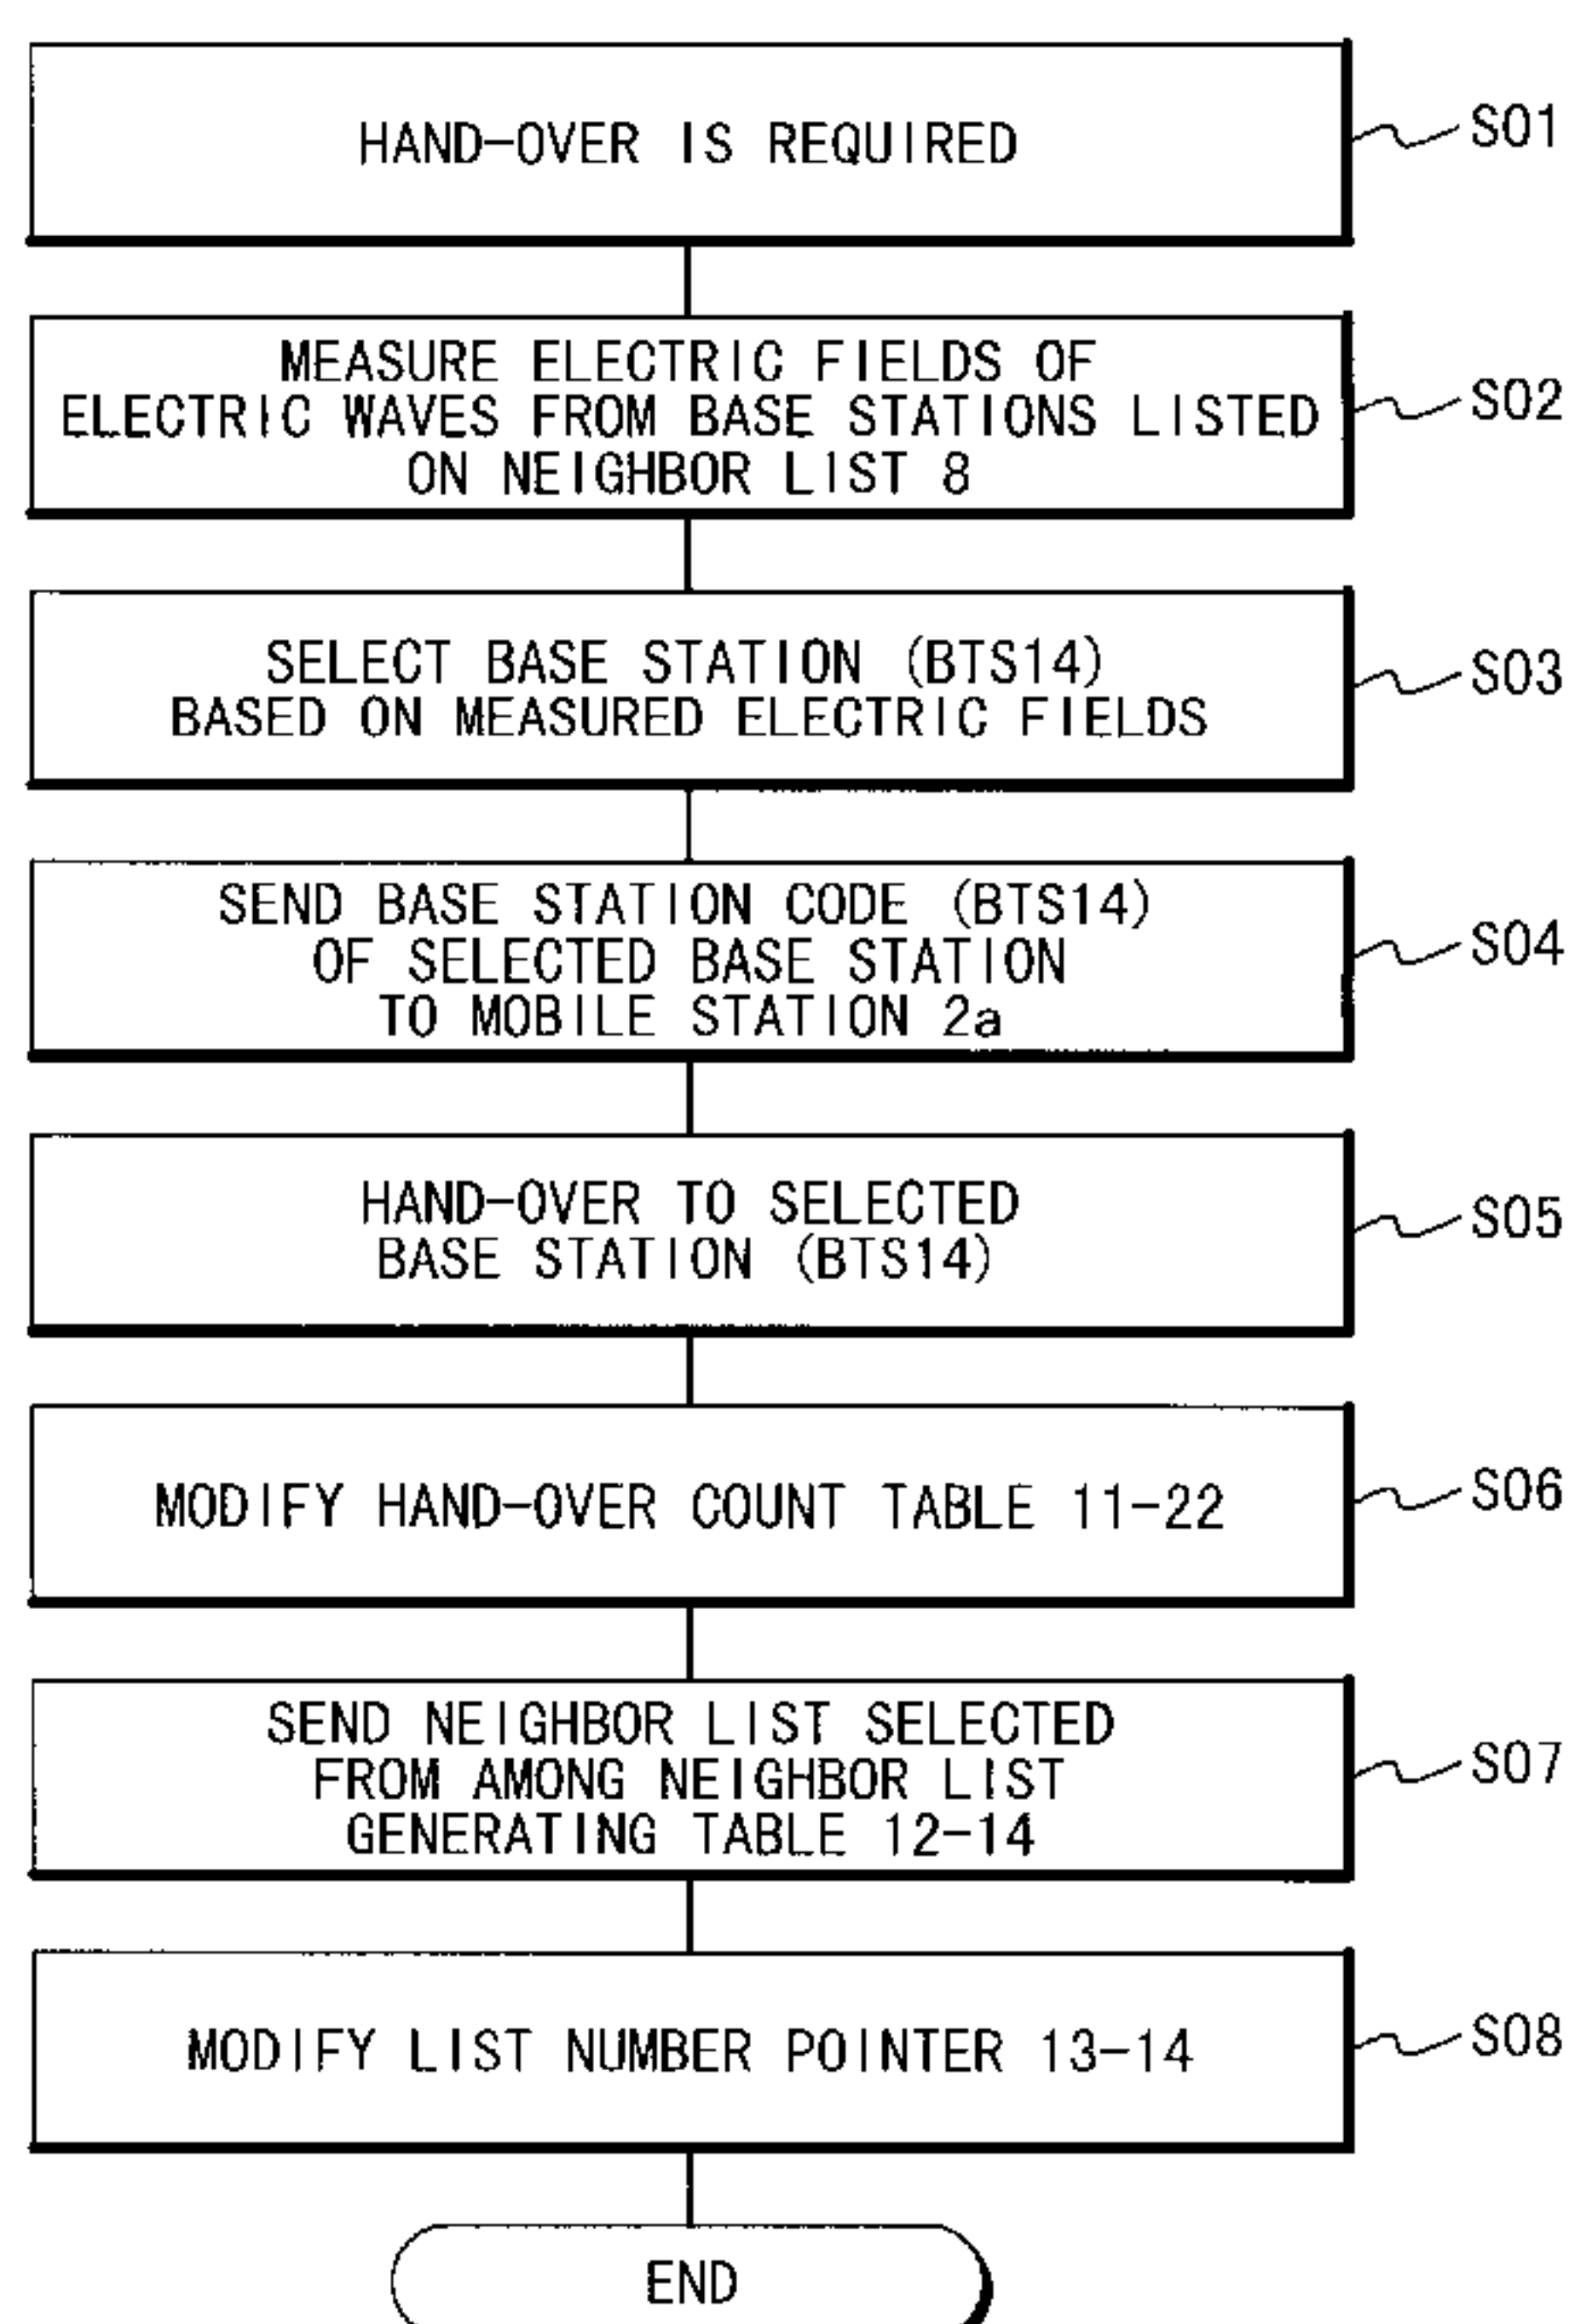 HAND-OVER IS REQUIRED
S01
MEASURE ELECTRIC FIELDS OF
ELECTRIC WAVES FROM BASE STATIONS LISTED
ON NEIGHBOR LIST 8
S02
SELECT BASE STATION (BTS14)
BASED ON MEASURED ELECTRIC FIELDS
S03
SEND BASE STATION CODE (BTS14)
OF SELECTED BASE STATION
TO MOBILE STATION 2a
S04
HAND-OVER TO SELECTED
BASE STATION (BTS14)
S05
MODIFY HAND-OVER COUNT TABLE 11-22
S06
SEND NEIGHBOR LIST SELECTED
FROM AMONG NEIGHBOR LIST
GENERATING TABLE 12-14
S07
MODIFY LIST NUMBER POINTER 13-14
S08
END